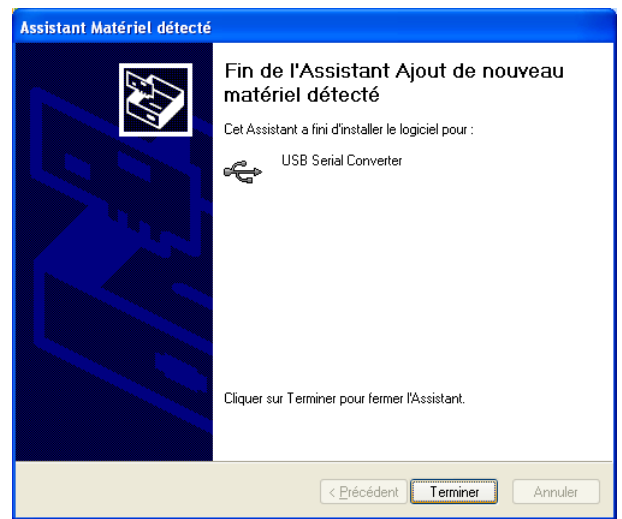 Assistant Matériel détecté
Fin de l'Assistant Ajout de nouveau
matériel détecté
Cet Assistant a fini d'installer le logiciel pour :
USB Serial Converter
Cliquer sur Terminer pour fermer l'Assistant.
< Précédent Terminer Annuler